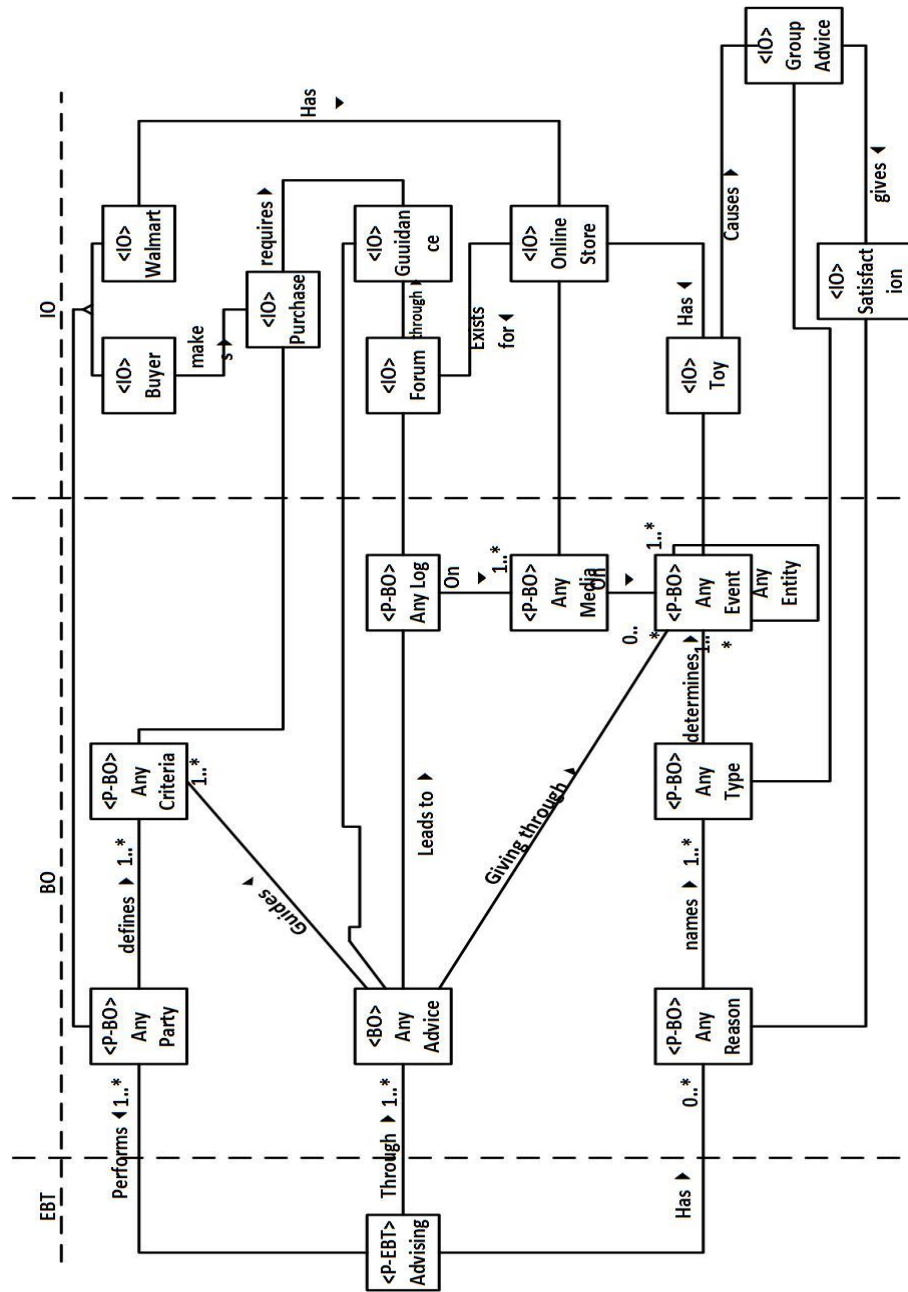 EBT
BO
IO
<P-EBT>
Advising
Performs
1..*
Through
1..*
Has
0..*
<P-BO>
Any
Party
defines
1..*
<P-BO>
Any
Criteria
1..*
Guides
<BO>
Any
Advice
Leads to
Giving through
<P-BO>
Any
Reason
names
1..*
<P-BO>
Any
Type
determines
1..
*
0..
*
<P-BO>
Any Log
On
1..*
<P-BO>
Any
Media
On
1..*
<P-BO>
Any
Event
Any
Entity
<IO>
Buyer
<IO>
Walmart
make
s
<IO>
Purchase
requires
Has
<IO>
Forum
through
<IO>
Guuidan
ce
Exists
for
<IO>
Online
Store
Has
<IO>
Toy
Causes
<IO>
Group
Advice
gives
<IO>
Satisfact
ion